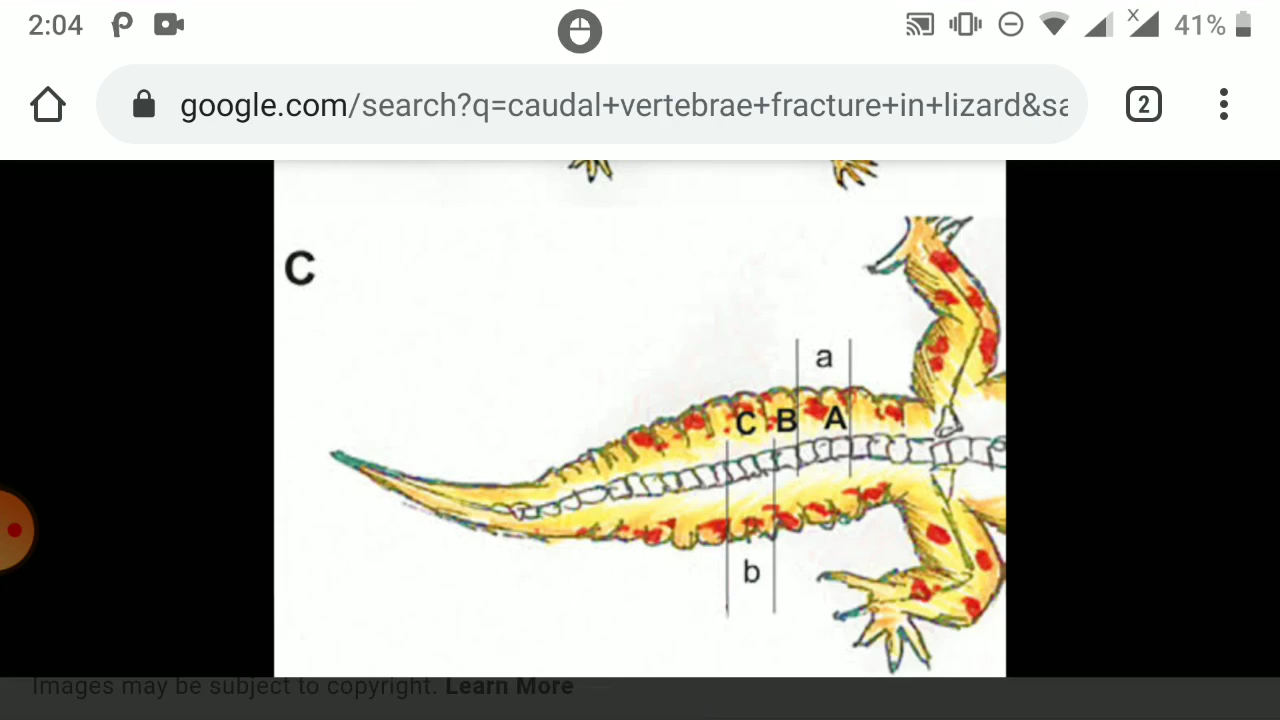 2:04
X 41%
google.com/search?q=caudal+vertebrae+fracture+in+lizard&sa
2
C
a
C B A
b
Images may be subject to copyright. Learn More